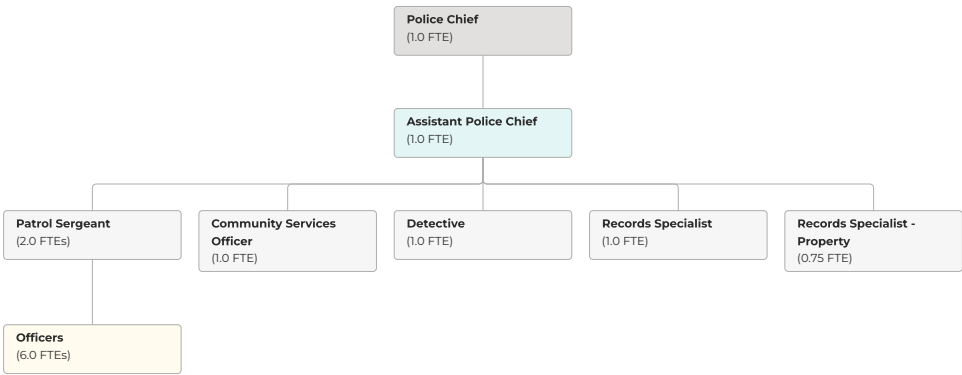 Police Chief
(1.0 FTE)
Assistant Police Chief
(1.0 FTE)
Patrol Sergeant
(2.0 FTEs)
Community Services
Officer
(1.0 FTE)
Detective
(1.0 FTE)
Records Specialist
(1.0 FTE)
Records Specialist -
Property
(0.75 FTE)
Officers
(6.0 FTEs)